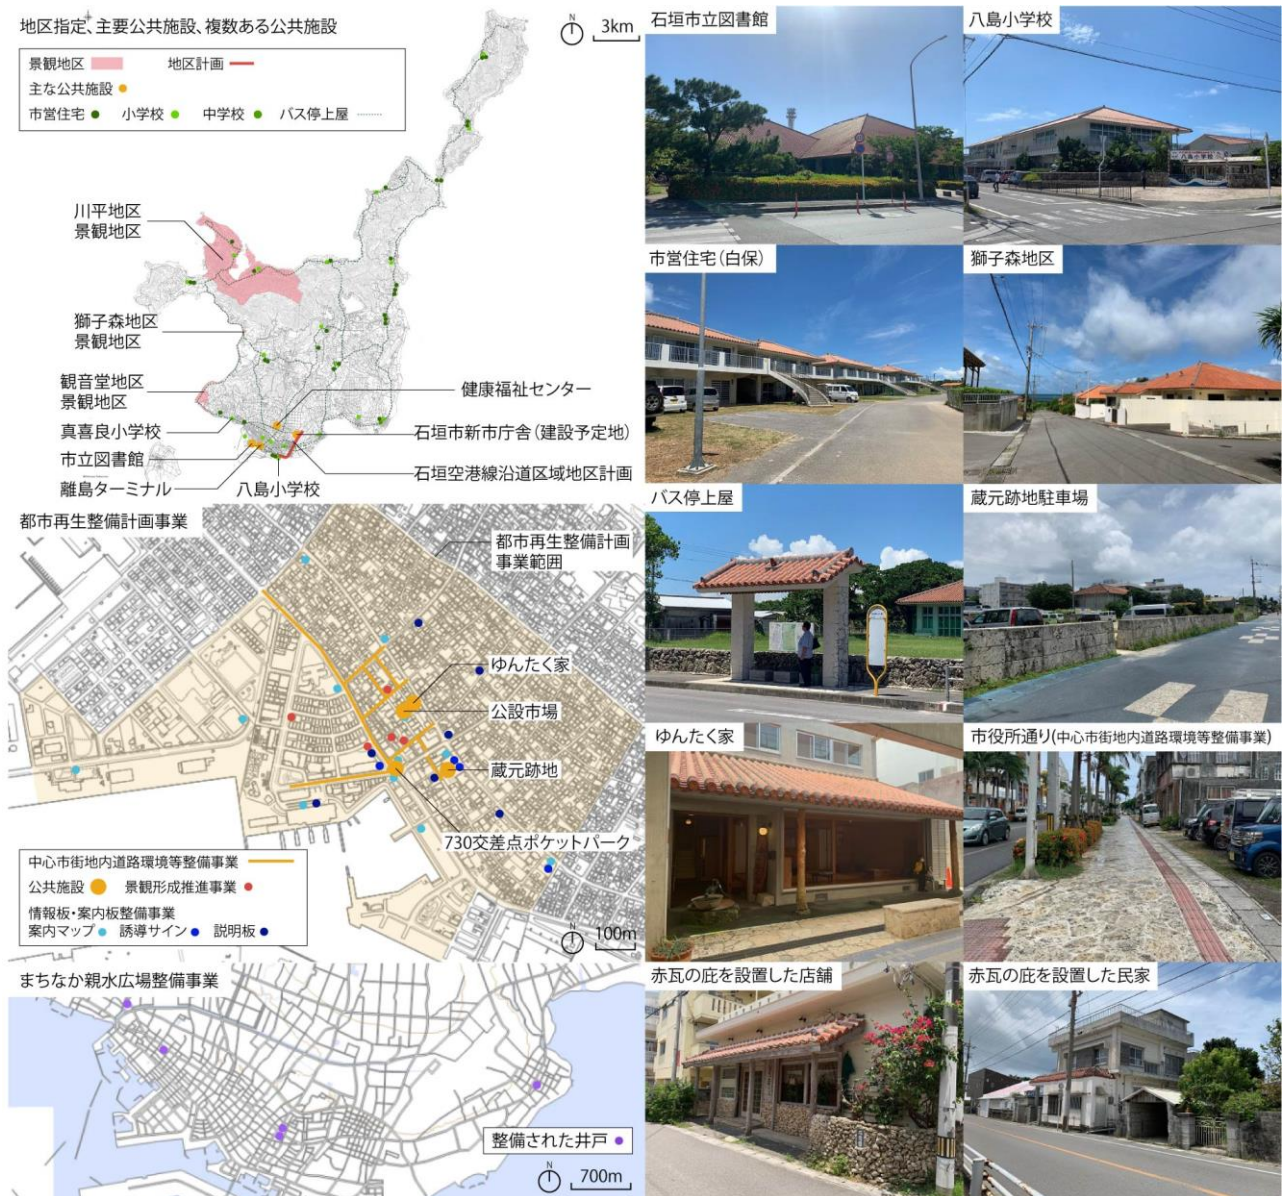 地区指定、主要公共施設、複数ある公共施設
N
3km
景観地区
地区計画
主な公共施設
市営住宅
小学校
中学校
バス停上屋
川平地区
景観地区
獅子森地区
景観地区
観音堂地区
景観地区
真喜良小学校
市立図書館
離島ターミナル
八島小学校
健康福祉センター
石垣市新市庁舎（建設予定地）
石垣空港線沿道区域地区計画
都市再生整備計画事業
都市再生整備計画
事業範囲
ゆんたく家
公設市場
蔵元跡地
730交差点ポケットパーク
中心市街地内道路環境等整備事業
公共施設
景観形成推進事業
情報板・案内板整備事業
案内マップ
誘導サイン
説明板
N
100m
まちなか親水広場整備事業
整備された井戸
N
700m
石垣市立図書館
八島小学校
八島小学校
市営住宅（白保）
獅子森地区
バス停上屋
蔵元跡地駐車場
ゆんたく家
市役所通り(中心市街地内道路環境等整備事業)
赤瓦の庇を設置した店舗
赤瓦の庇を設置した民家